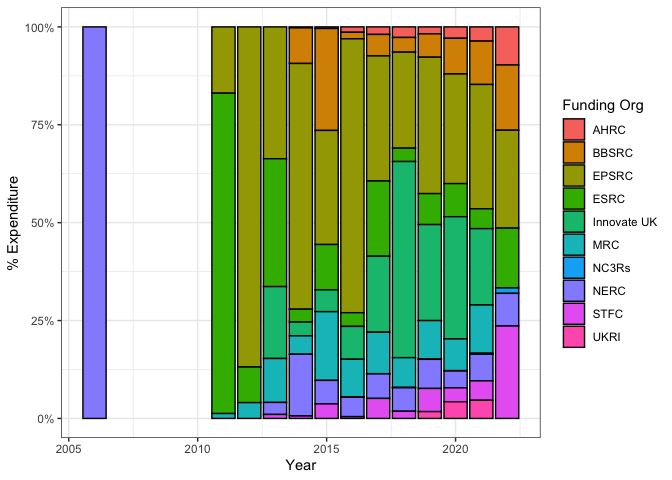 100%
75%
50%
25%
0%
% Expenditure
2005
2010
2015
2020
Year
Funding Org
AHRC
BBSRC
EPSRC
ESRC
Innovate UK
MRC
NC3Rs
NERC
STFC
UKRI